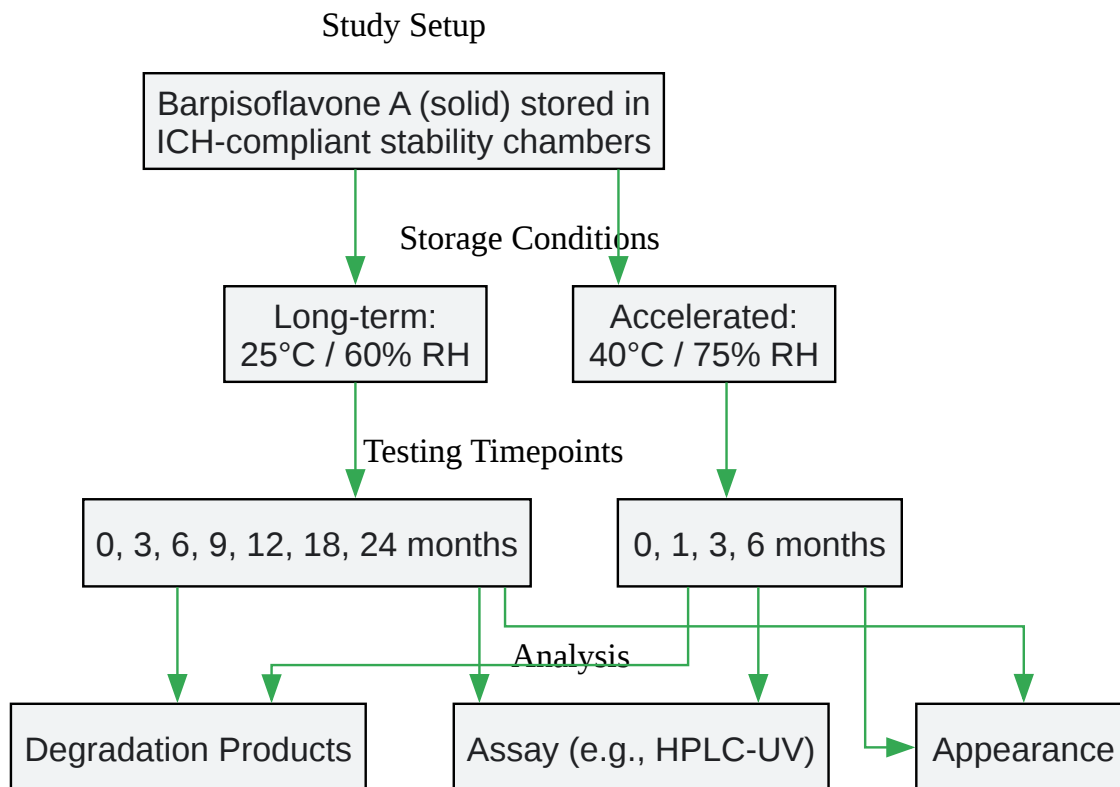 Study Setup
Barpisoflavone A (solid) stored in
ICH-compliant stability chambers
Storage Conditions
Long-term:
25°C / 60% RH
Accelerated:
40°C / 75% RH
Testing Timepoints
0, 3, 6, 9, 12, 18, 24 months
0, 1, 3, 6 months
Analysis
Degradation Products
Assay (e.g., HPLC-UV)
Appearance